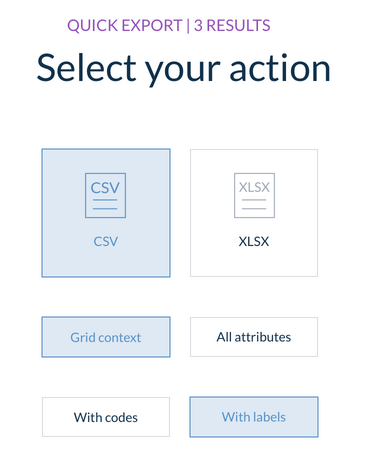 QUICK EXPORT | 3 RESULTS
Select your action
CSV
XLSX
CSV
XLSX
Grid context
All attributes
With codes
With labels